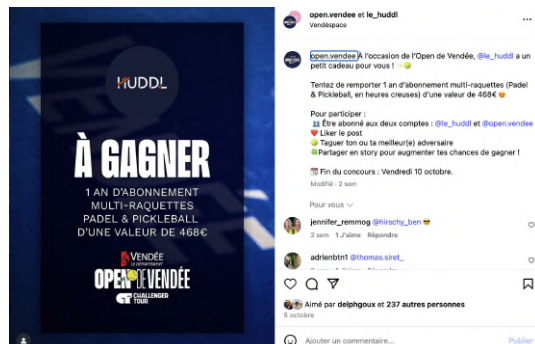 HUDDL
À GAGNER
1 AN D'ABONNEMENT
MULTI-RAQUETTES
PADEL & PICKLEBALL
D'UNE VALEUR DE 468€
VENDÉE
LE DÉPARTEMENT
OPEN DE VENDÉE
CHALLENGER
TOUR
open.vendee et le_huddl
Vendéspace
open.vendee À l'occasion de l'Open de Vendée, @le_huddl a un
petit cadeau pour vous !
Tentez de remporter 1 an d'abonnement multi-raquettes (Padel
& Pickleball, en heures creuses) d'une valeur de 468€
Pour participer :
Être abonné aux deux comptes : @le_huddl et @open.vendee
Liker le post
Taguer ton ou ta meilleur(e) adversaire
Partager en story pour augmenter tes chances de gagner !
Fin du concours : Vendredi 10 octobre.
Modifié · 2 sem
Pour vous
jennifer_remmog @hirschy_ben
2 sem 1 J'aime Répondre
adrienbtn1 @thomas.siret_
Aimé par delphgoux et 237 autres personnes
6 octobre
Ajouter un commentaire...
Publier